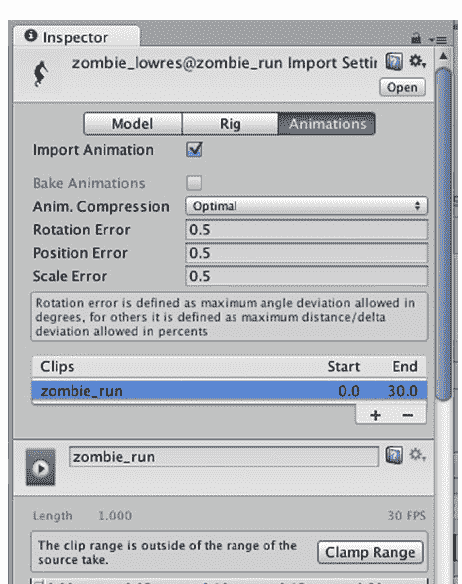 Inspector
zombie_lowres@zombie_run Import Settin
Open
Model Rig Animations
Import Animation
Bake Animations
Anim. Compression Optimal
Rotation Error 0.5
Position Error 0.5
Scale Error 0.5
Rotation error is defined as maximum angle deviation allowed in
degrees, for others it is defined as maximum distance/delta
deviation allowed in percents
Clips Start End
zombie_run 0.0 30.0
+ −
zombie_run
Length 1.000 30 FPS
The clip range is outside of the range of the
source take.
Clamp Range